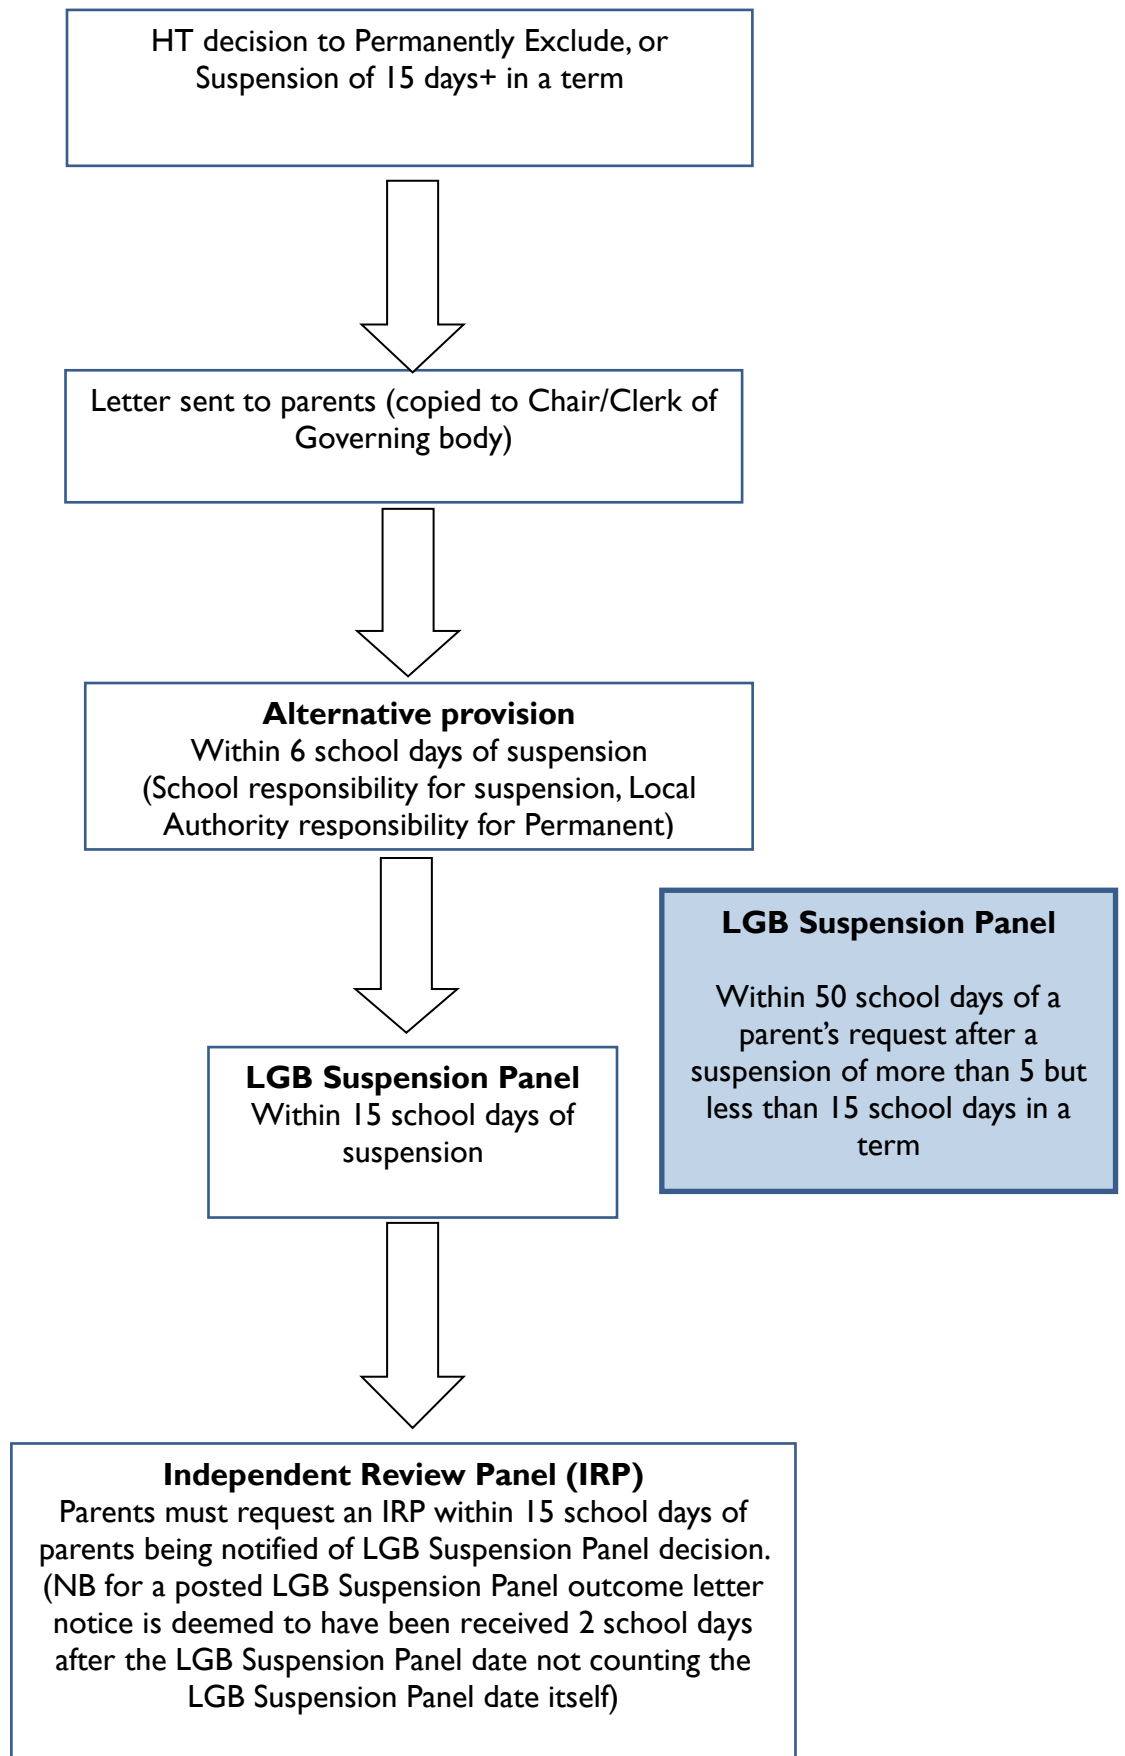 HT decision to Permanently Exclude, or
Suspension of 15 days+ in a term
Letter sent to parents (copied to Chair/Clerk of
Governing body)
Alternative provision
Within 6 school days of suspension
(School responsibility for suspension, Local
Authority responsibility for Permanent)
LGB Suspension Panel
Within 50 school days of a
parent’s request after a
suspension of more than 5 but
less than 15 school days in a
term
LGB Suspension Panel
Within 15 school days of
suspension
Independent Review Panel (IRP)
Parents must request an IRP within 15 school days of
parents being notified of LGB Suspension Panel decision.
(NB for a posted LGB Suspension Panel outcome letter
notice is deemed to have been received 2 school days
after the LGB Suspension Panel date not counting the
LGB Suspension Panel date itself)